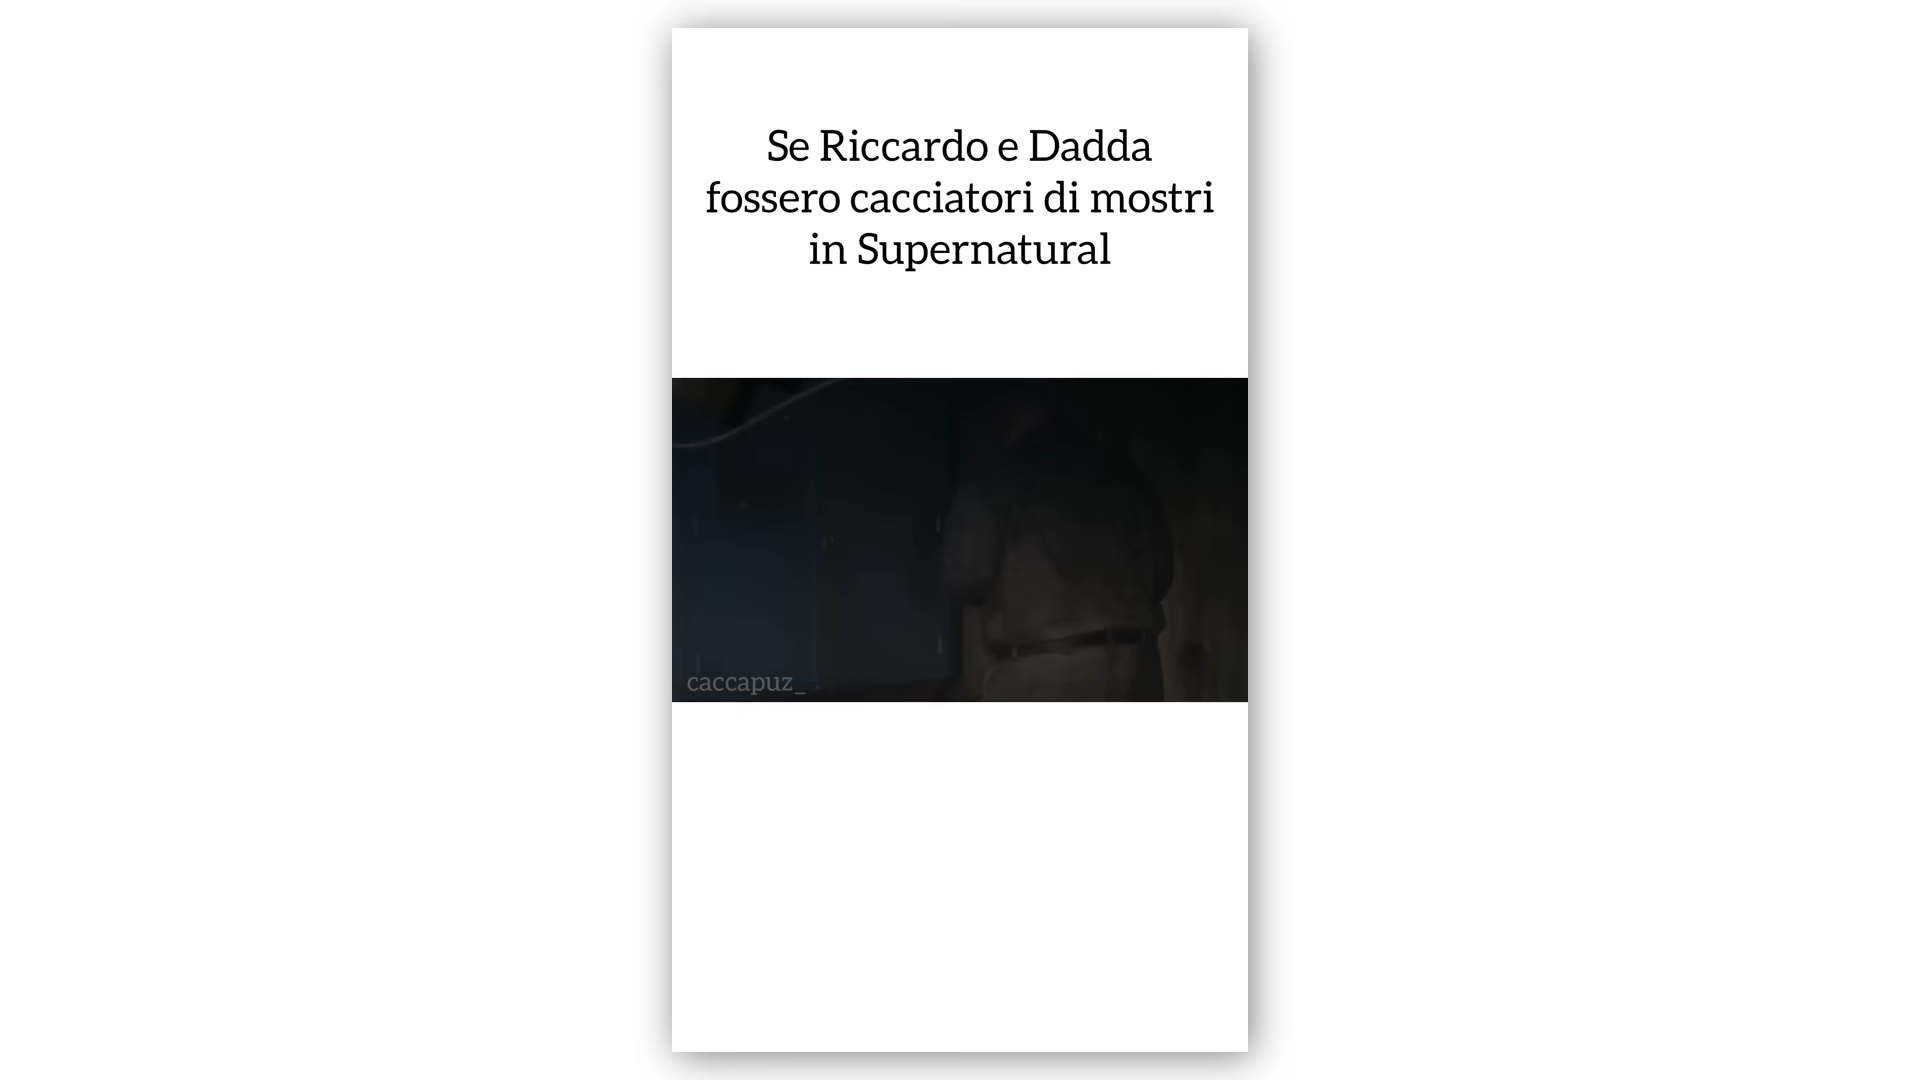 Se Riccardo e Dadda
fossero cacciatori di mostri
in Supernatural
caccapuz_